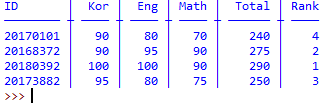 ID | Kor | Eng | Math | Total | Rank
20170101 | 90 | 80 | 70 | 240 | 4
20168372 | 90 | 95 | 90 | 275 | 2
20180392 | 100 | 100 | 90 | 290 | 1
20173882 | 95 | 80 | 75 | 250 | 3
>>>